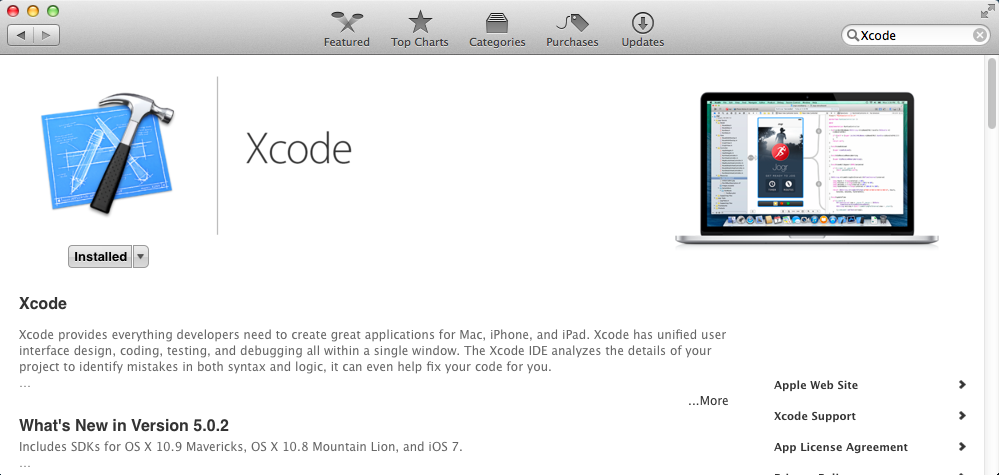 Featured
Top Charts
Categories
Purchases
Updates
Xcode
Xcode
Jogr
Installed
Xcode
Xcode provides everything developers need to create great applications for Mac, iPhone, and iPad. Xcode has unified user
interface design, coding, testing, and debugging all within a single window. The Xcode IDE analyzes the details of your
project to identify mistakes in both syntax and logic, it can even help fix your code for you.
...
...More
What's New in Version 5.0.2
Includes SDKs for OS X 10.9 Mavericks, OS X 10.8 Mountain Lion, and iOS 7.
...
Apple Web Site
Xcode Support
App License Agreement